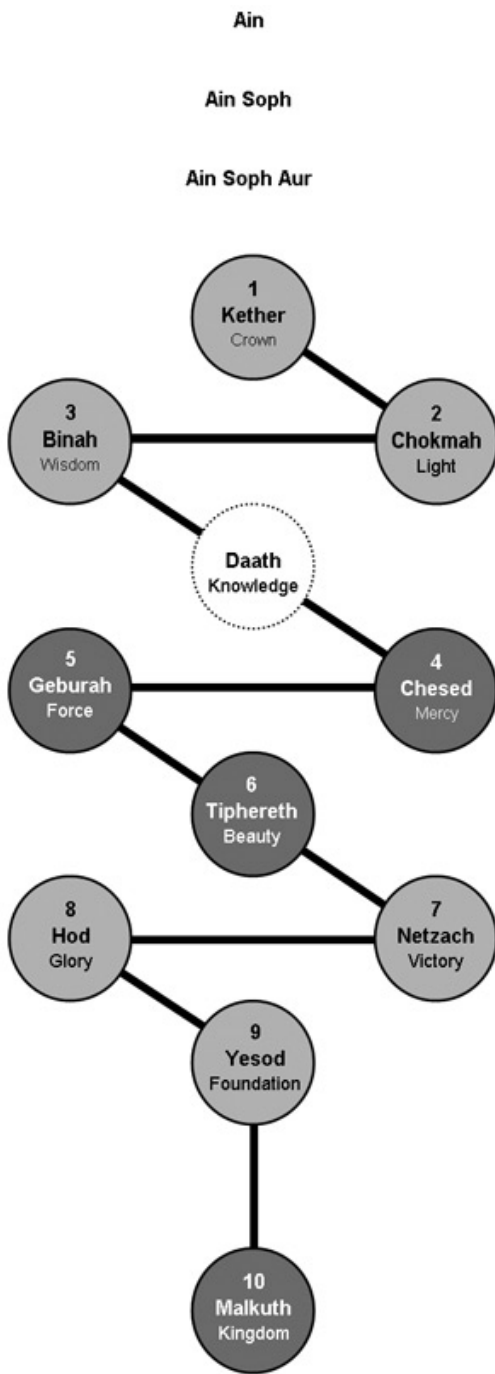 Ain
Ain Soph
Ain Soph Aur
1
Kether
Crown
3
Binah
Wisdom
2
Chokmah
Light
Daath
Knowledge
5
Geburah
Force
4
Chesed
Mercy
6
Tiphereth
Beauty
8
Hod
Glory
7
Netzach
Victory
9
Yesod
Foundation
10
Malkuth
Kingdom